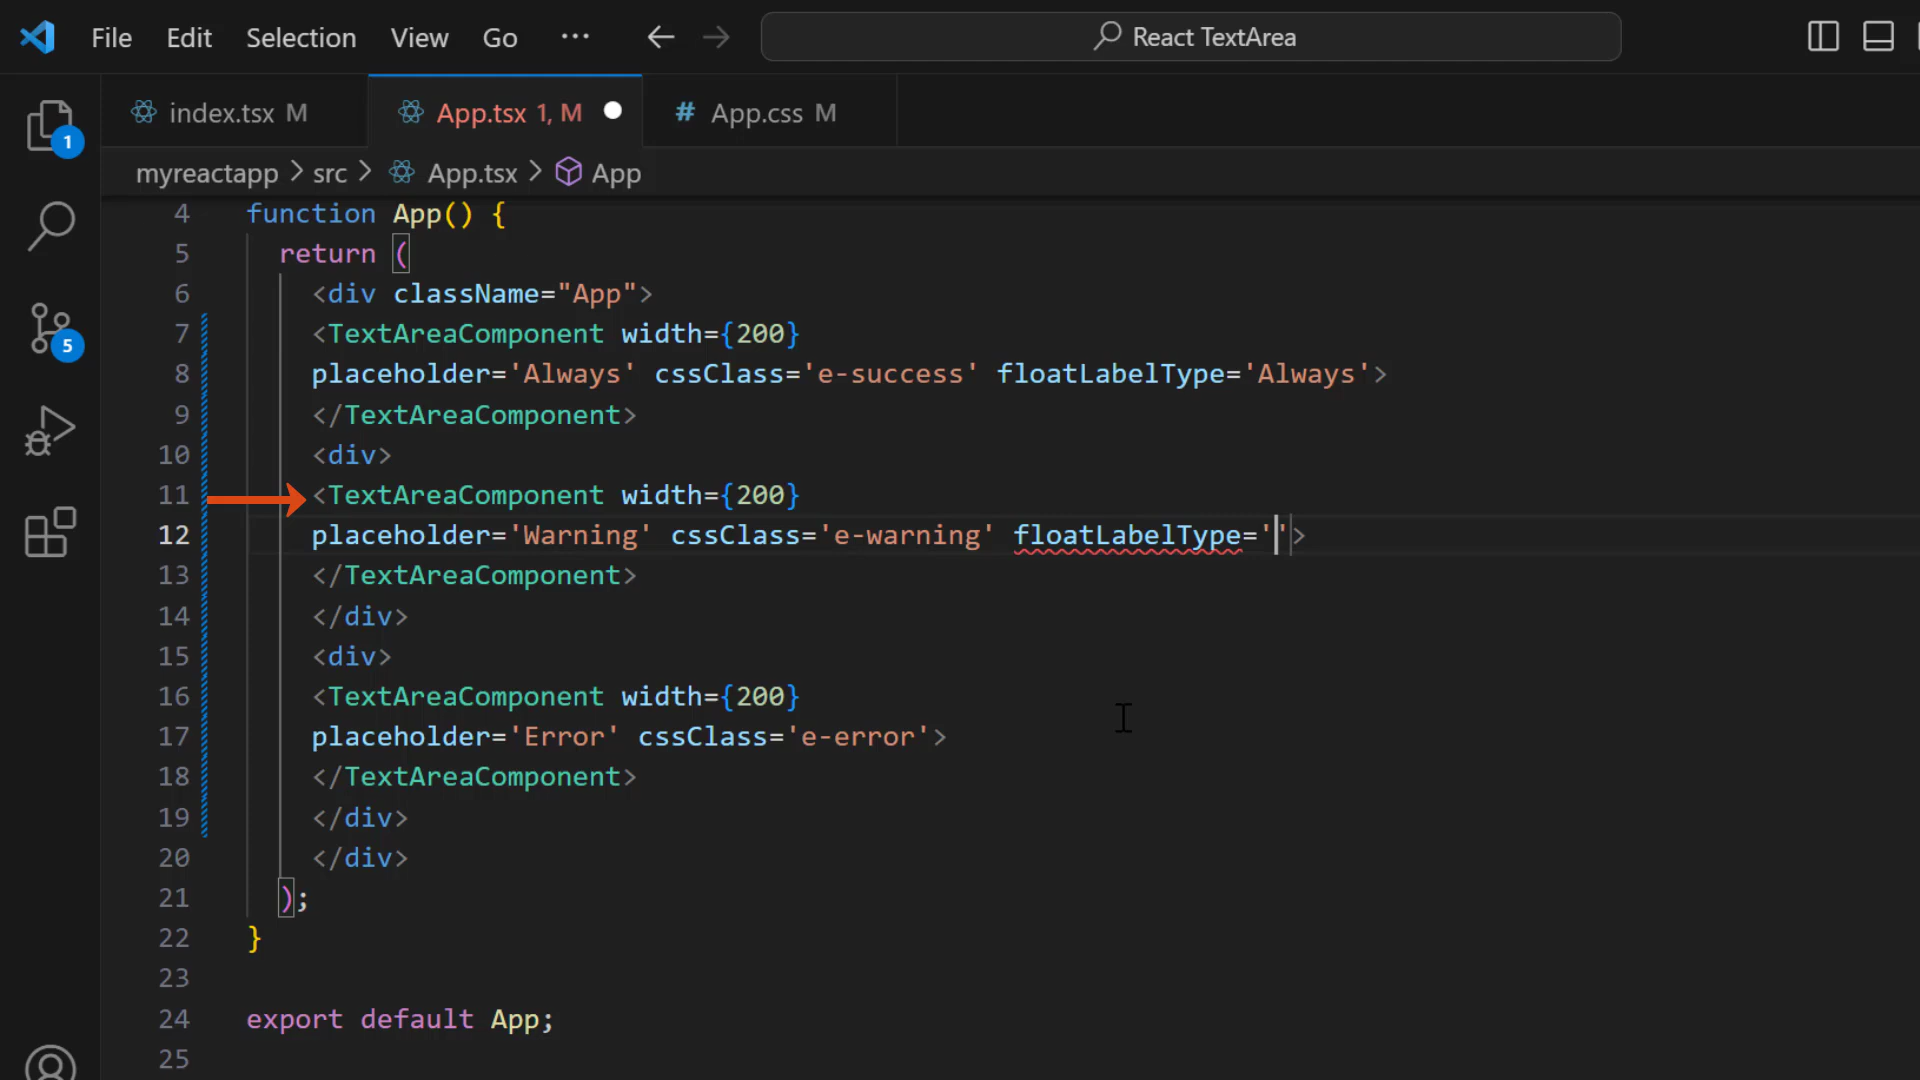 File Edit Selection View Go ··· React TextArea
index.tsx M App.tsx 1, M App.css M
1
myreactapp > src > App.tsx > App
4 function App() {
5 return (
6 <div className="App">
7 <TextAreaComponent width={200}
5
8 placeholder='Always' cssClass='e-success' floatLabelType='Always'>
9 </TextAreaComponent>
10 <div>
11 <TextAreaComponent width={200}
12 placeholder='Warning' cssClass='e-warning' floatLabelType=''>
13 </TextAreaComponent>
14 </div>
15 <div>
16 <TextAreaComponent width={200}
17 placeholder='Error' cssClass='e-error'>
18 </TextAreaComponent>
19 </div>
20 </div>
21 );
22 }
23
24 export default App;
25